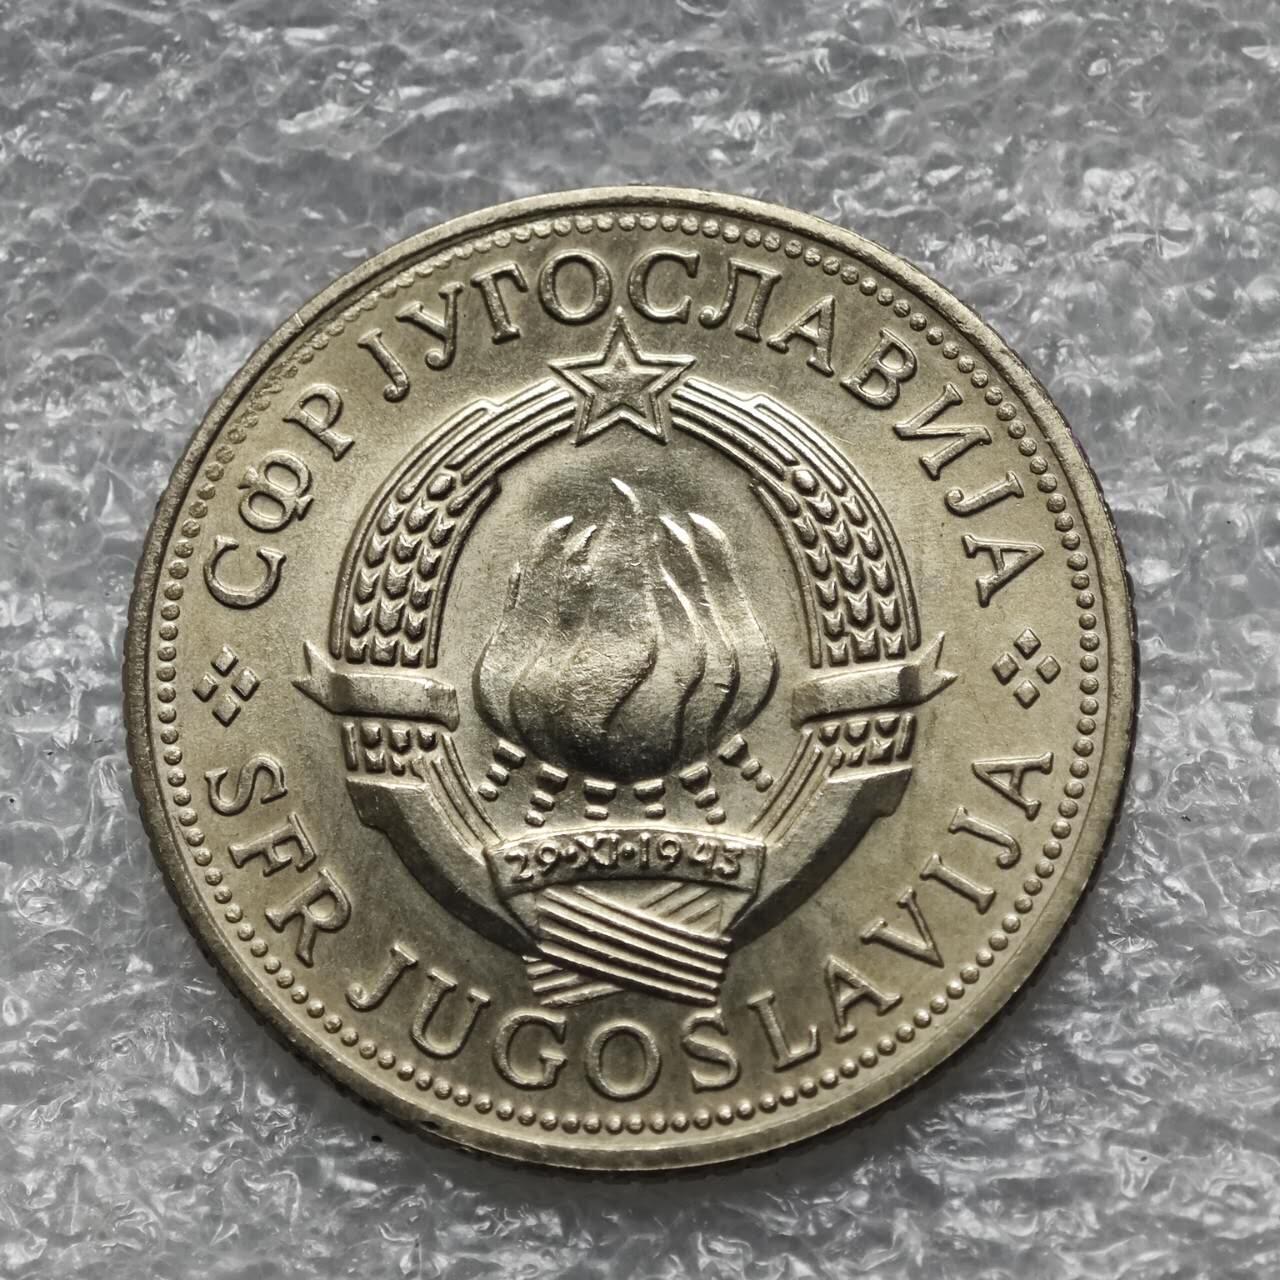 СФР ЈУГОСЛАВИЈА
29·XI·1943
SFR JUGOSLAVIJA